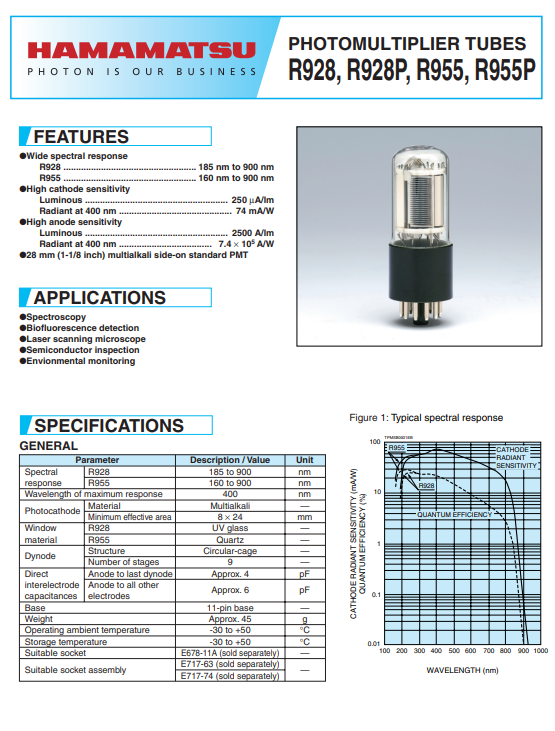 HAMAMATSU
PHOTON IS OUR BUSINESS
PHOTOMULTIPLIER TUBES
R928, R928P, R955, R955P
FEATURES
●Wide spectral response
R928 ..................................................... 185 nm to 900 nm
R955 ..................................................... 160 nm to 900 nm
●High cathode sensitivity
Luminous ......................................................... 250 μA/lm
Radiant at 400 nm ............................................. 74 mA/W
●High anode sensitivity
Luminous ......................................................... 2500 A/lm
Radiant at 400 nm ..................................... 7.4 × 10⁵ A/W
●28 mm (1-1/8 inch) multialkali side-on standard PMT
APPLICATIONS
●Spectroscopy
●Biofluorescence detection
●Laser scanning microscope
●Semiconductor inspection
●Envionmental monitoring
SPECIFICATIONS
GENERAL
Parameter Description / Value Unit
Spectral response R928 185 to 900 nm
R955 160 to 900 nm
Wavelength of maximum response 400 nm
Photocathode Material Multialkali —
Minimum effective area 8 × 24 mm
Window material R928 UV glass —
R955 Quartz —
Dynode Structure Circular-cage —
Number of stages 9 —
Direct interelectrode capacitances Anode to last dynode Approx. 4 pF
Anode to all other electrodes Approx. 6 pF
Base 11-pin base —
Weight Approx. 45 g
Operating ambient temperature -30 to +50 °C
Storage temperature -30 to +50 °C
Suitable socket E678-11A (sold separately) —
Suitable socket assembly E717-63 (sold separately) —
E717-74 (sold separately)
Figure 1: Typical spectral response
CATHODE RADIANT SENSITIVITY (mA/W)
QUANTUM EFFICIENCY (%)
100
10
1
0.1
0.01
R955
R928
CATHODE
RADIANT
SENSITIVITY
QUANTUM EFFICIENCY
100 200 300 400 500 600 700 800 900 1000
WAVELENGTH (nm)